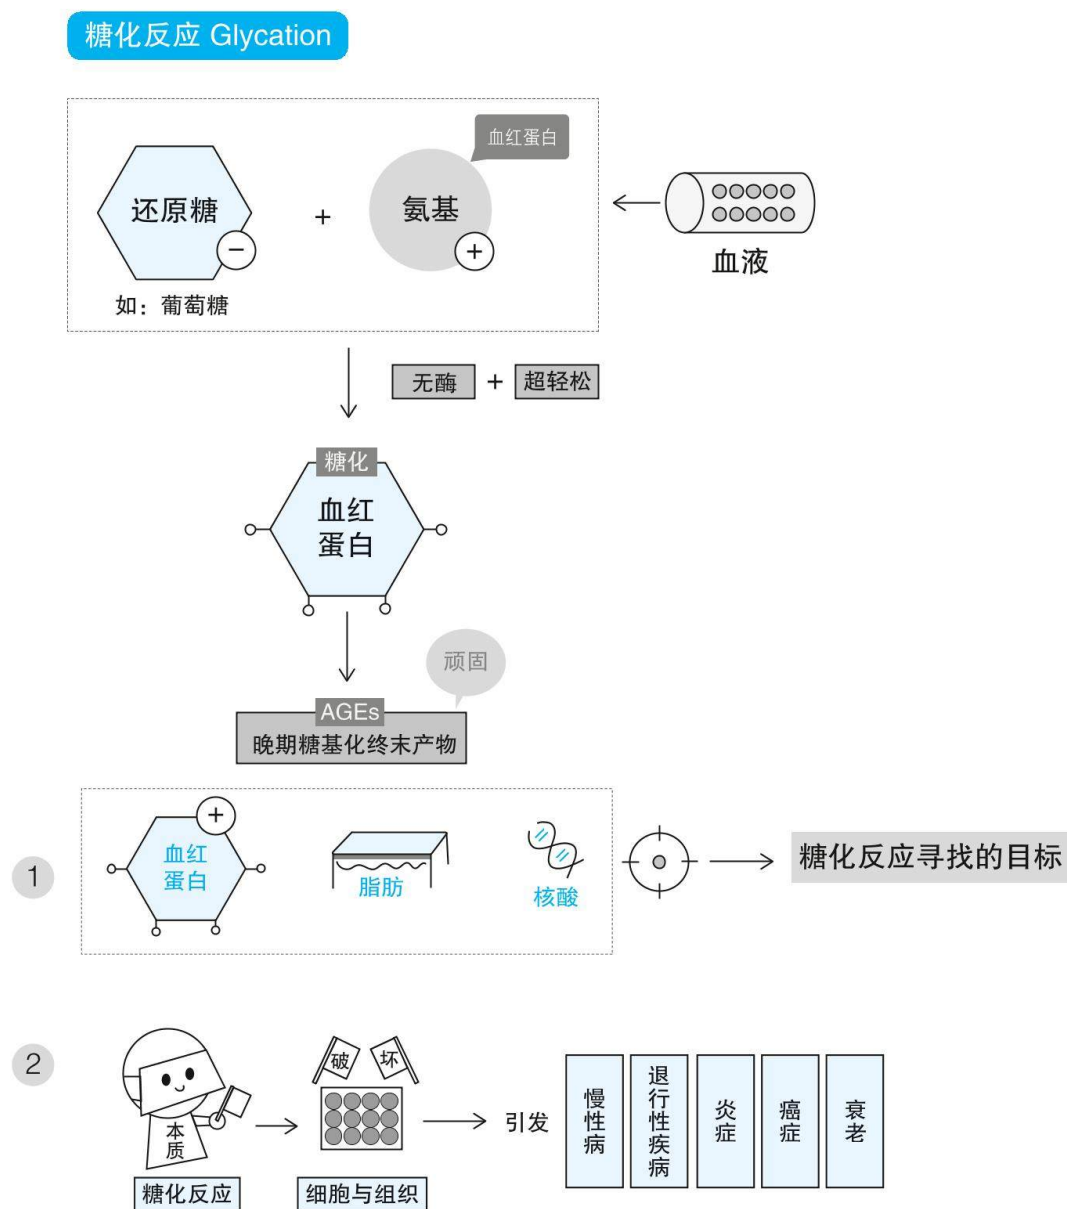 糖化反应 Glycation
血红蛋白
还原糖
+
氨基
−
+
如：葡萄糖
血液
无酶 + 超轻松
糖化
血红
蛋白
顽固
AGEs
晚期糖基化终末产物
1
+
血红
蛋白
脂肪
核酸
糖化反应寻找的目标
2
本质
糖化反应
破 坏
细胞与组织
引发
慢性病
退行性疾病
炎症
癌症
衰老